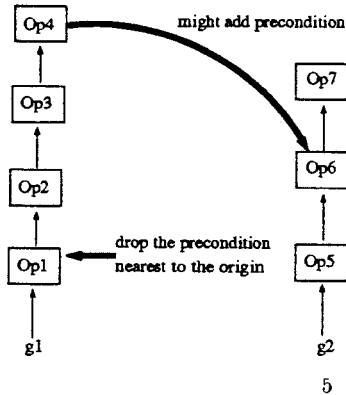 Op4
might add precondition
Op3
Op7
Op2
Op6
drop the precondition
nearest to the origin
Op1
Op5
g1
g2
5